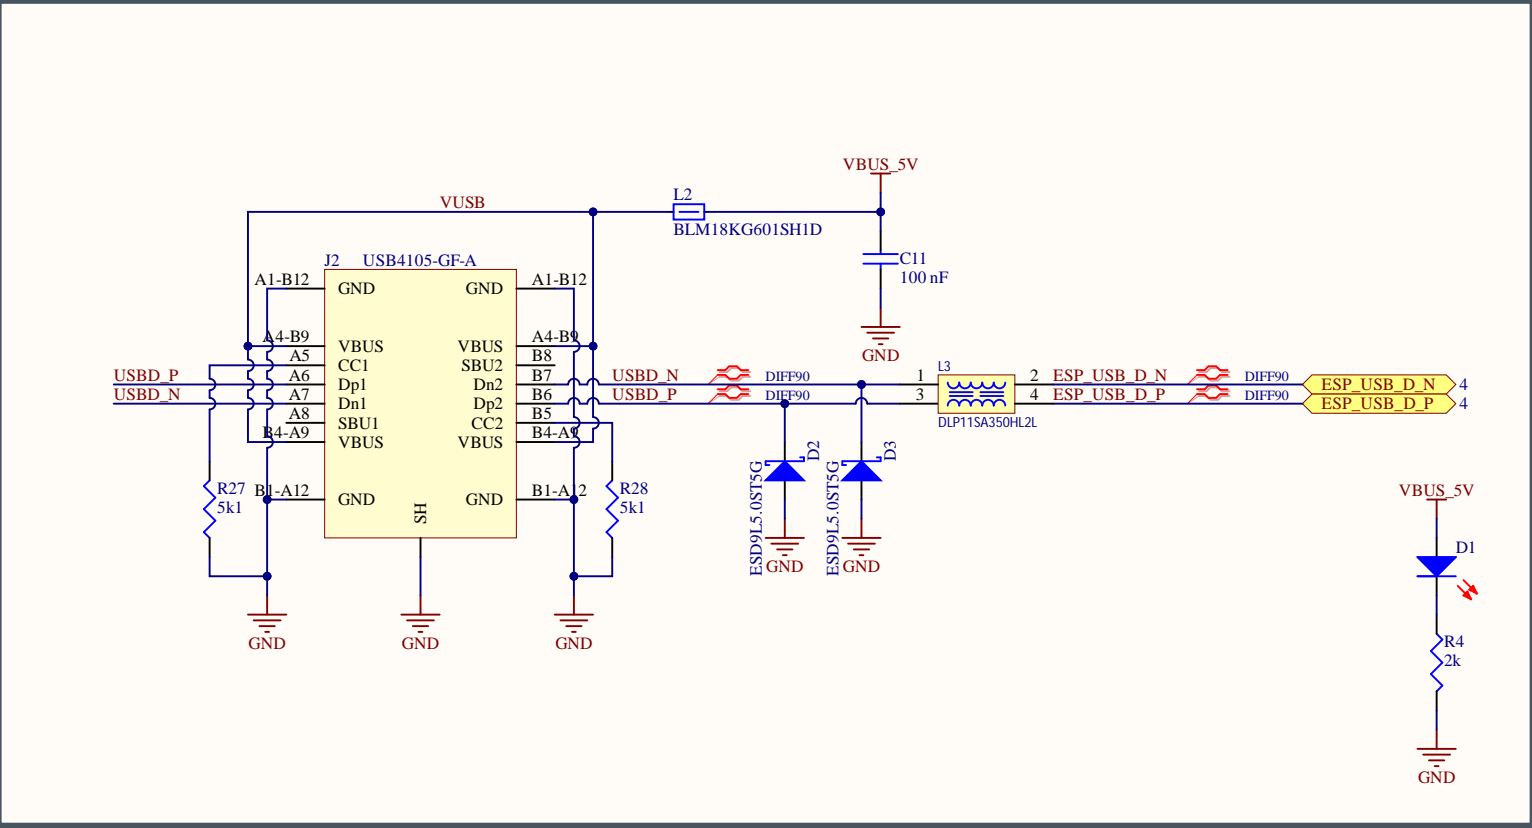 VBUS_5V
L2
VUSB
BLM18KG601SH1D
J2 USB4105-GF-A
C11
100 nF
A1-B12 GND GND A1-B12
GND
A4-B9 VBUS VBUS A4-B9
A5 CC1 SBU2 B8
USBD_P A6 Dp1 Dn2 B7 USBD_N DIFF90 1 L3 2 ESP_USB_D_N DIFF90 ESP_USB_D_N 4
USBD_N A7 Dn1 Dp2 B6 USBD_P DIFF90 3 4 ESP_USB_D_P DIFF90 ESP_USB_D_P 4
A8 SBU1 CC2 B5
DLP11SA350HL2L
B4-A9 VBUS VBUS B4-A9
D2
D3
ESD9L5.0ST5G
ESD9L5.0ST5G
R27
5k1
B1-A12 GND GND B1-A12
R28
5k1
SH
VBUS_5V
D1
GND
GND
GND
GND
GND
R4
2k
GND